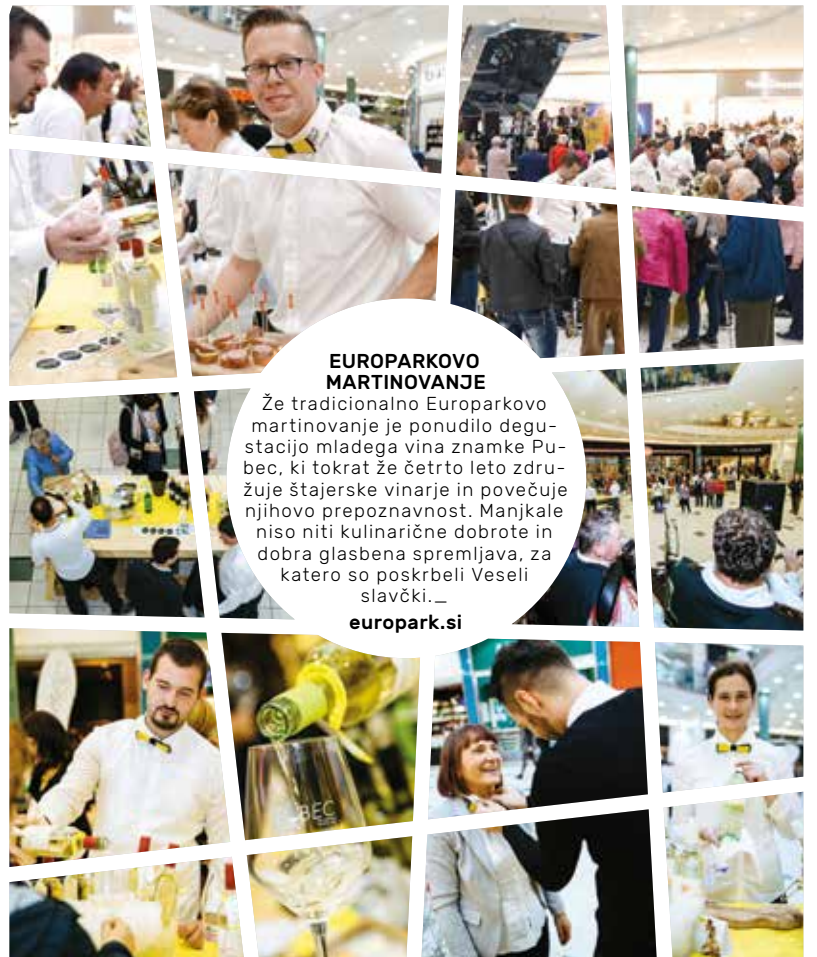 EUROPARKOVO
MARTINOVANJE
Že tradicionalno Europarkovo
martinovanje je ponudilo degu-
stacijo mladega vina znamke Pu-
bec, ki tokrat že četrto leto zdru-
žuje štajerske vinarje in povečuje
njihovo prepoznavnost. Manjkale
niso niti kulinarične dobrote in
dobra glasbena spremljava, za
katero so poskrbeli Veseli
slavčki._
europark.si
BEC